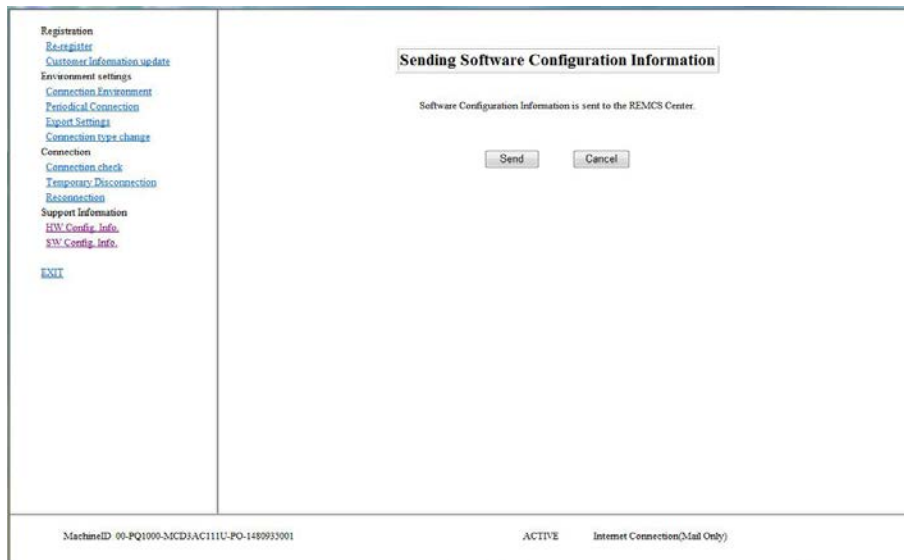 Registration
Re-register
Customer Information update
Environment settings
Connection Environment
Periodical Connection
Export Settings
Connection type change
Connection
Connection check
Temporary Disconnection
Reconnection
Support Information
HW Config. Info.
SW Config. Info.
EXIT
Sending Software Configuration Information
Software Configuration Information is sent to the REMCS Center.
Send Cancel
MachineID 00-PQ1000-MCD3AC111U-PO-1480935001 ACTIVE Internet Connection(Mail Only)